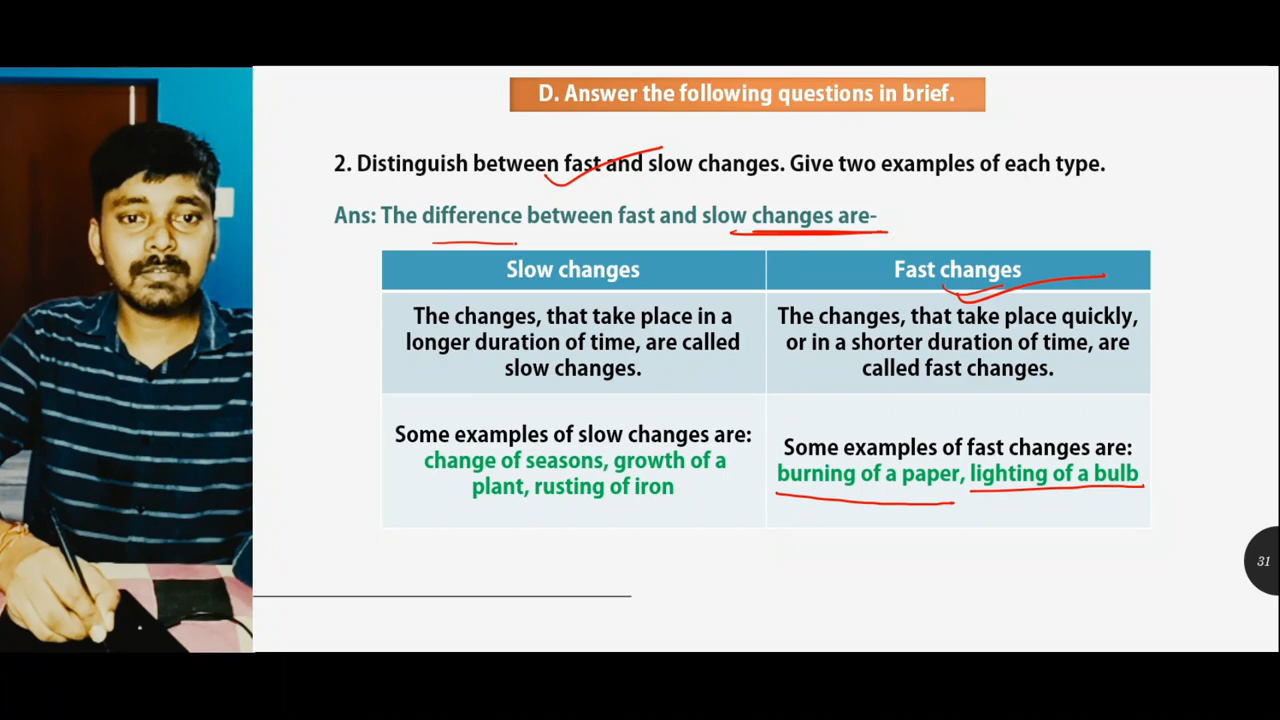 D. Answer the following questions in brief.
2. Distinguish between fast and slow changes. Give two examples of each type.
Ans: The difference between fast and slow changes are-
Slow changes
Fast changes
The changes, that take place in a
longer duration of time, are called
slow changes.
The changes, that take place quickly,
or in a shorter duration of time, are
called fast changes.
Some examples of slow changes are:
change of seasons, growth of a
plant, rusting of iron
Some examples of fast changes are:
burning of a paper, lighting of a bulb
31